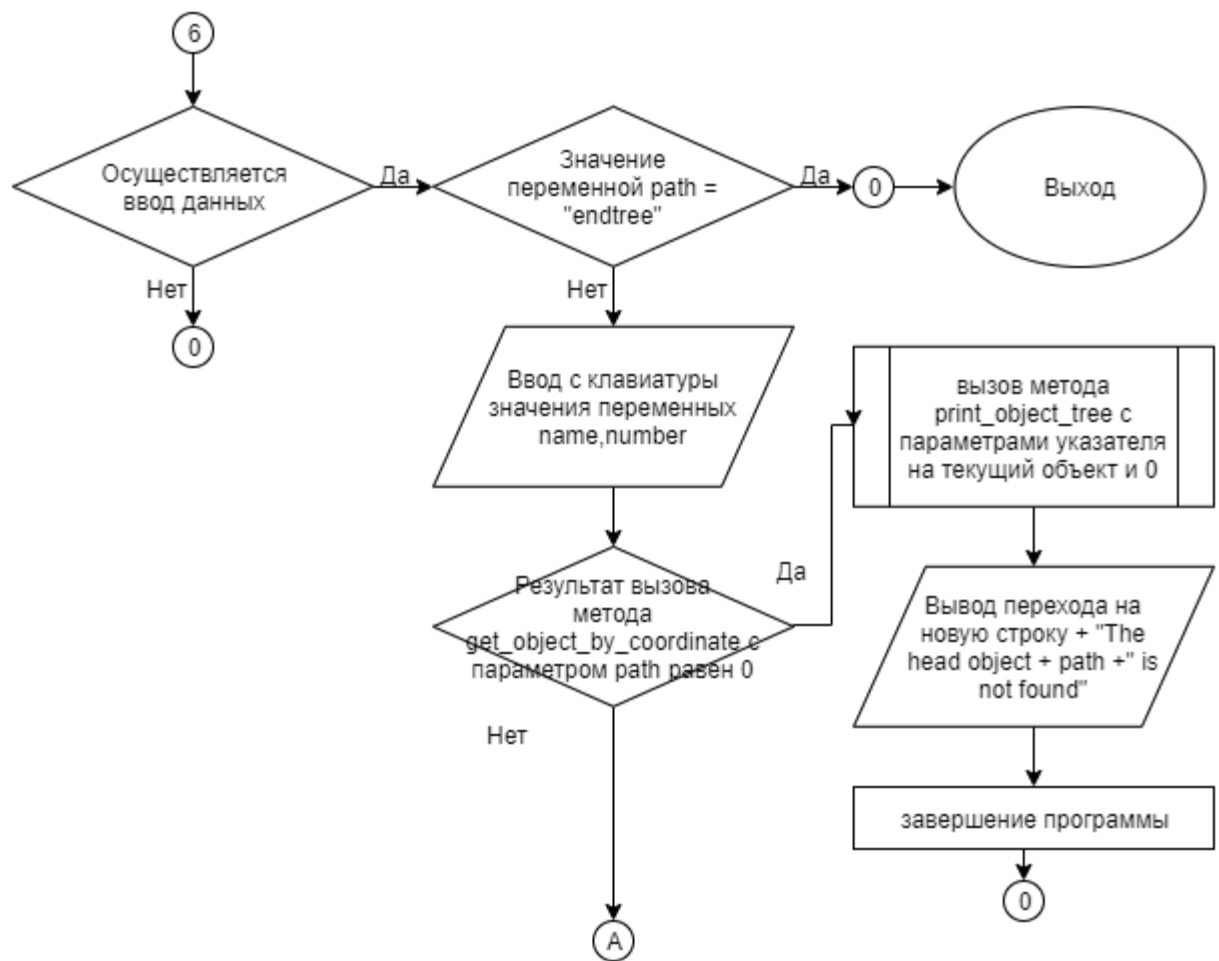 6
Осуществляется
ввод данных
Да
Нет
0
Значение
переменной path =
"endtree"
Да
0
Выход
Нет
Ввод с клавиатуры
значения переменных
name,number
Результат вызова
метода
get_object_by_coordinate с
параметром path равен 0
Да
Нет
A
вызов метода
print_object_tree с
параметрами указателя
на текущий объект и 0
Вывод перехода на
новую строку + "The
head object + path +" is
not found"
завершение программы
0